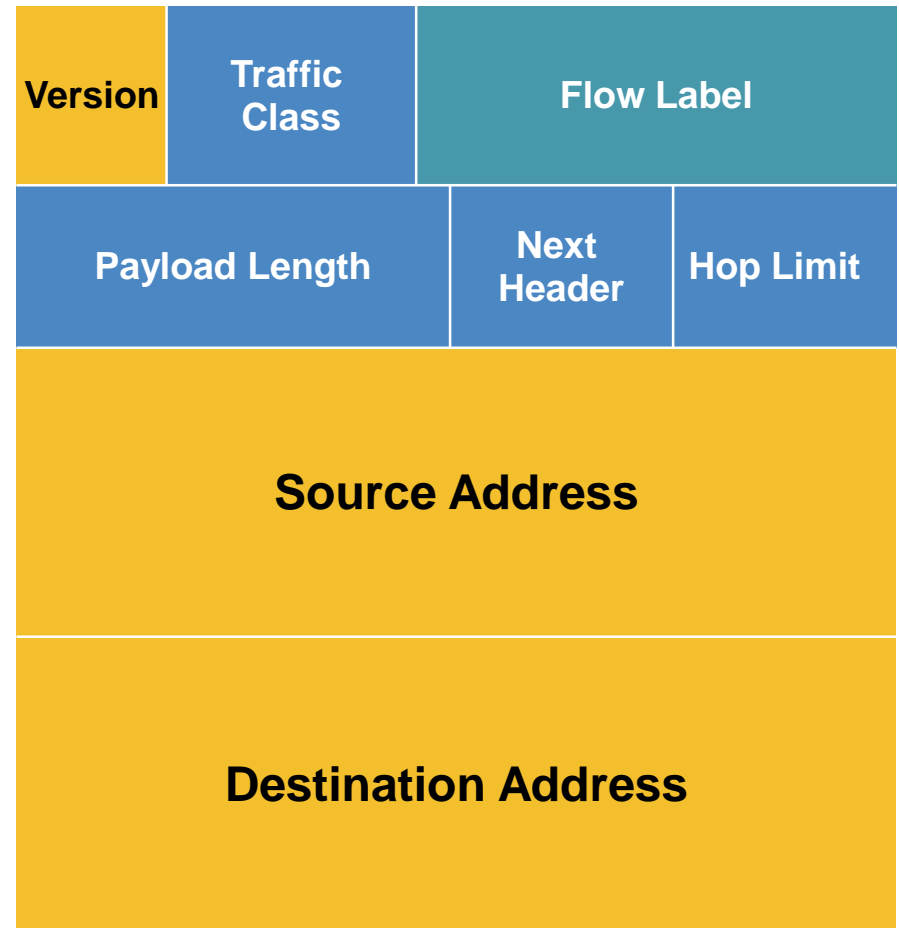 Version
Traffic
Class
Flow Label
Payload Length
Next
Header
Hop Limit
Source Address
Destination Address